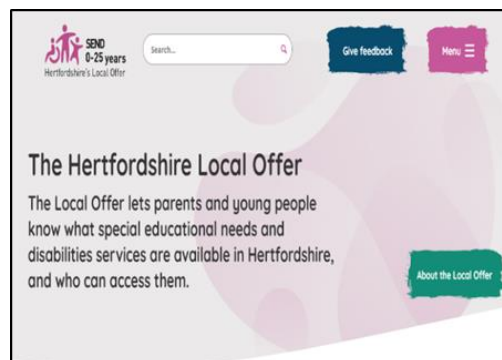 SEND
0-25 years
Hertfordshire's Local Offer
Search...
Give feedback
Menu
The Hertfordshire Local Offer
The Local Offer lets parents and young people
know what special educational needs and
disabilities services are available in Hertfordshire,
and who can access them.
About the Local Offer